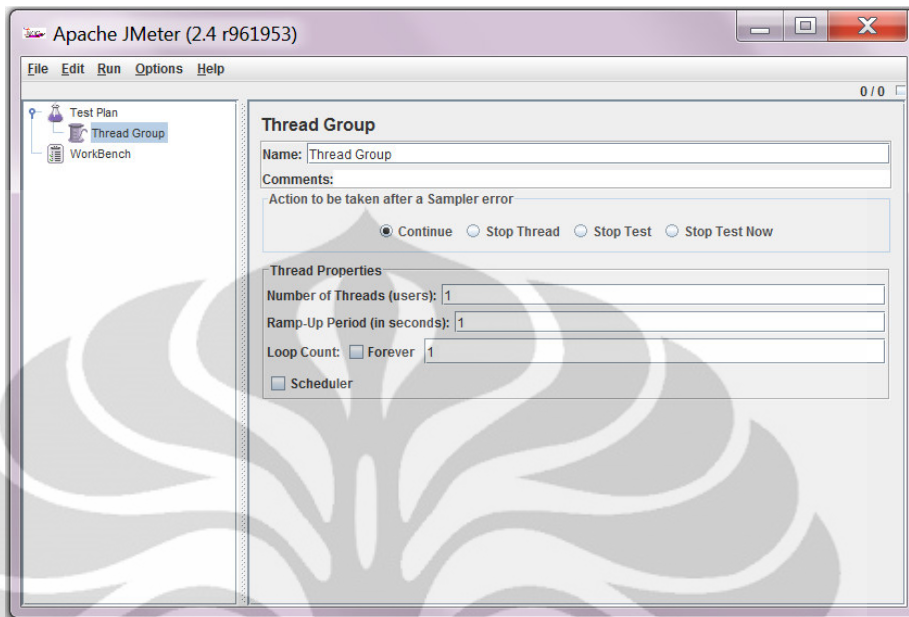 Apache JMeter (2.4 r961953)
File Edit Run Options Help
0 / 0
Test Plan
Thread Group
WorkBench
Thread Group
Name: Thread Group
Comments:
Action to be taken after a Sampler error
Continue Stop Thread Stop Test Stop Test Now
Thread Properties
Number of Threads (users): 1
Ramp-Up Period (in seconds): 1
Loop Count: Forever 1
Scheduler